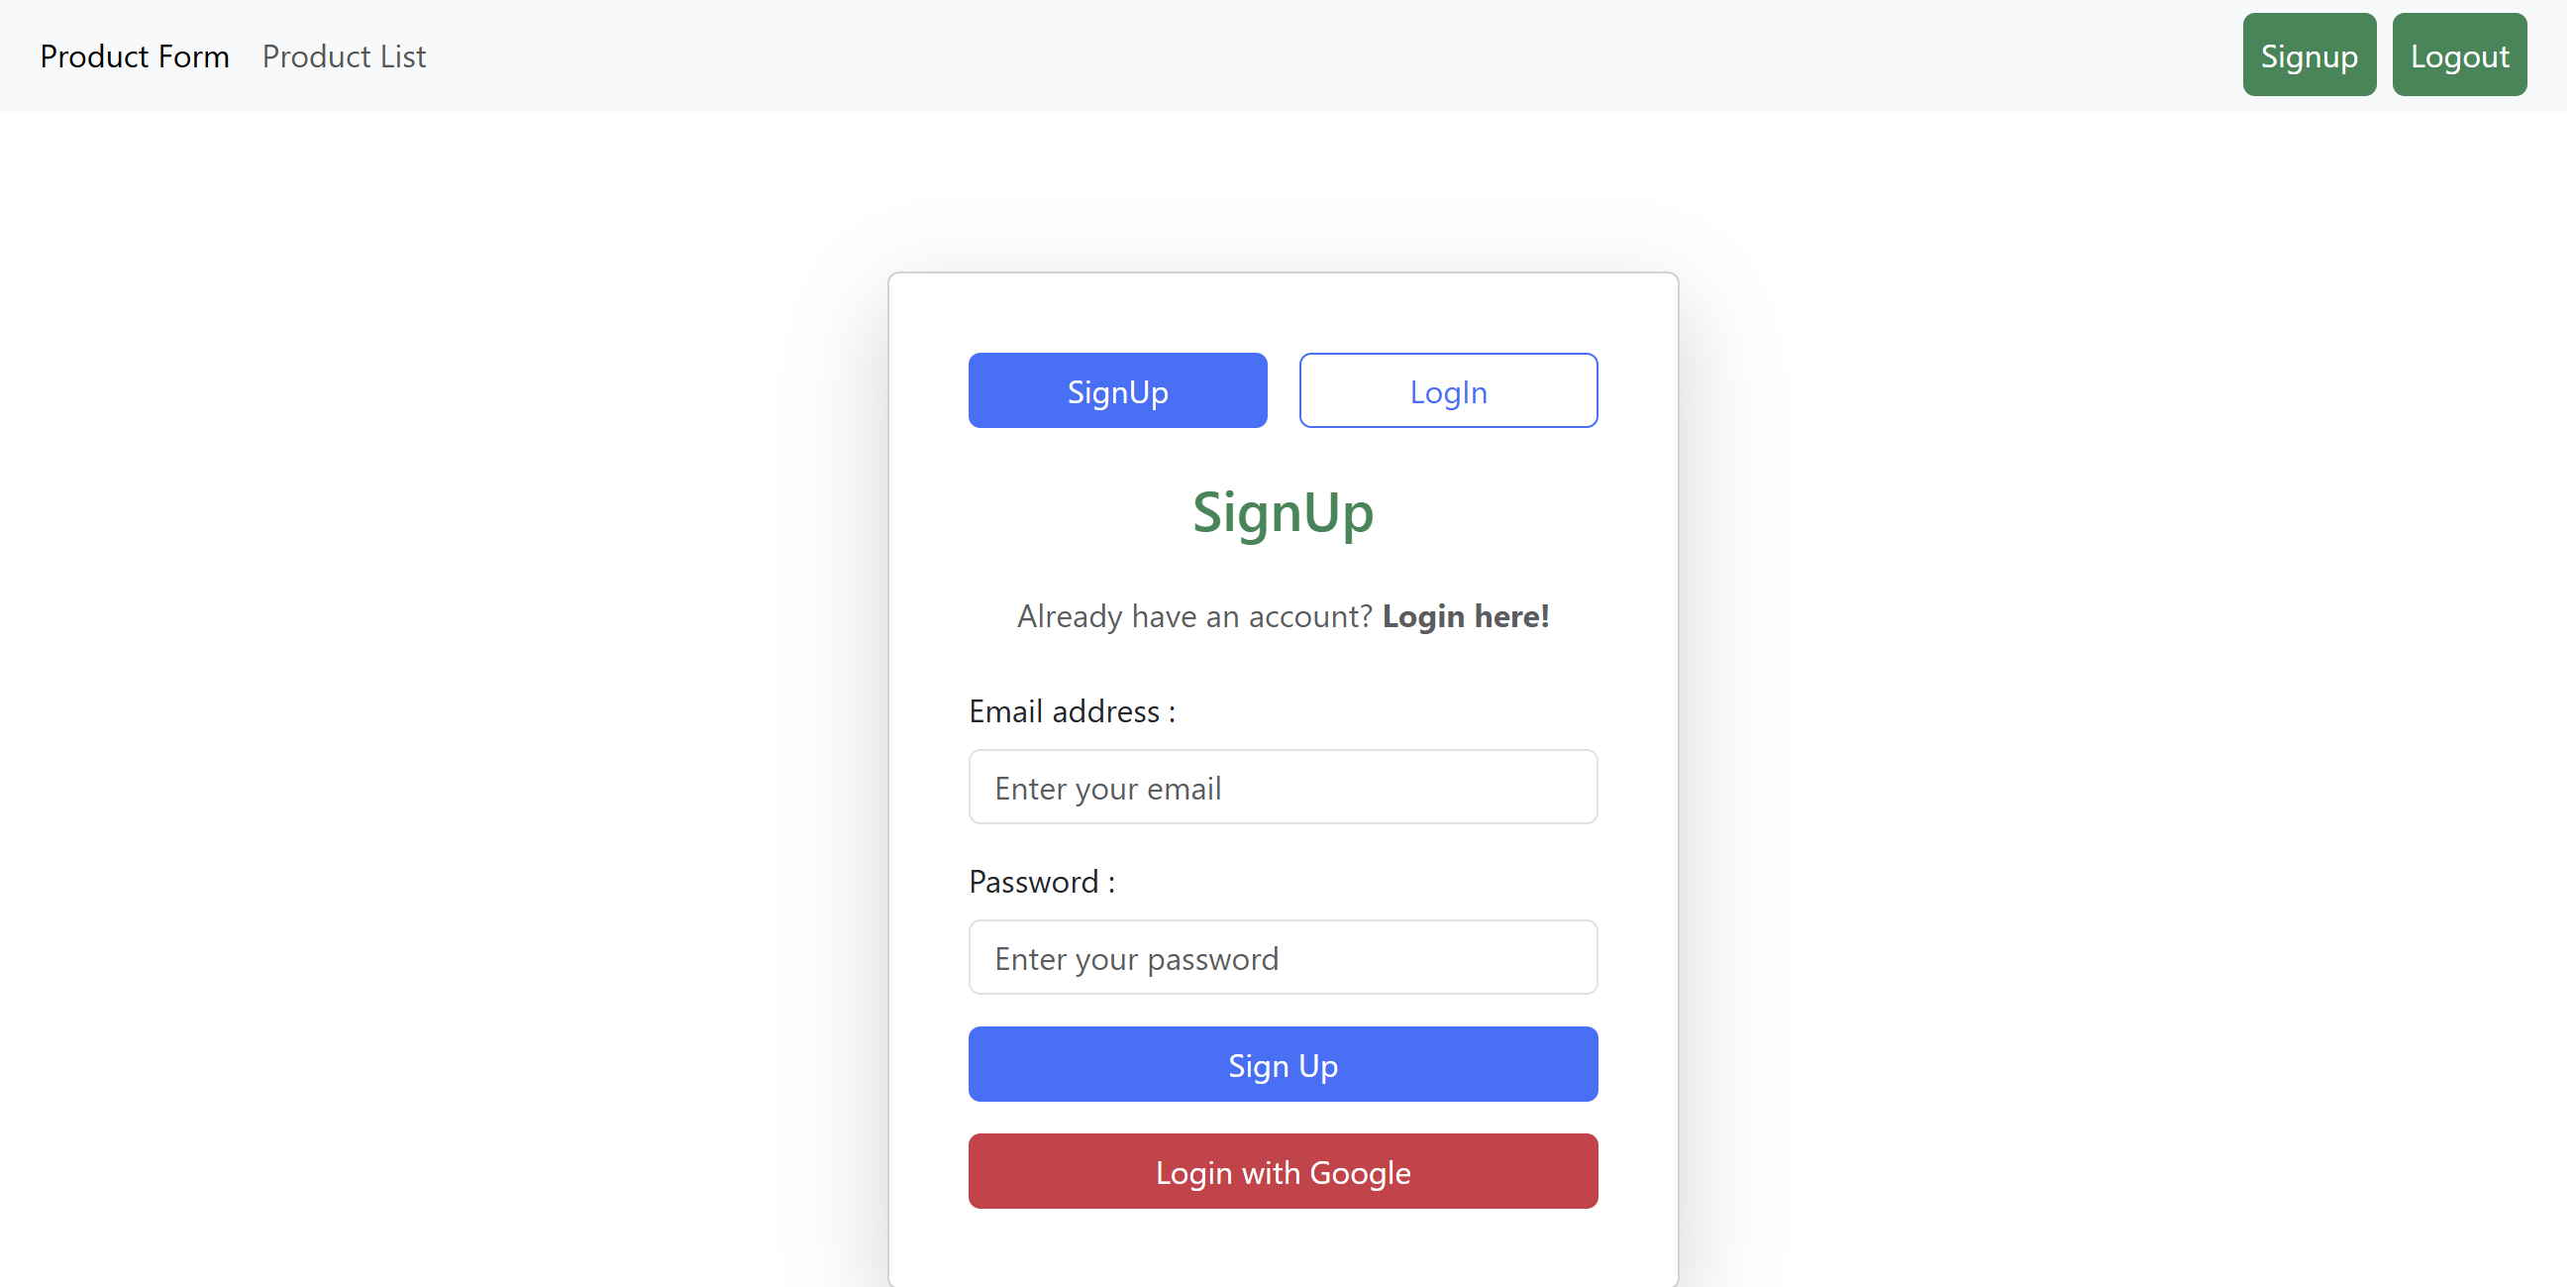 Product Form Product List Signup Logout
SignUp LogIn
SignUp
Already have an account? Login here!
Email address :
Enter your email
Password :
Enter your password
Sign Up
Login with Google